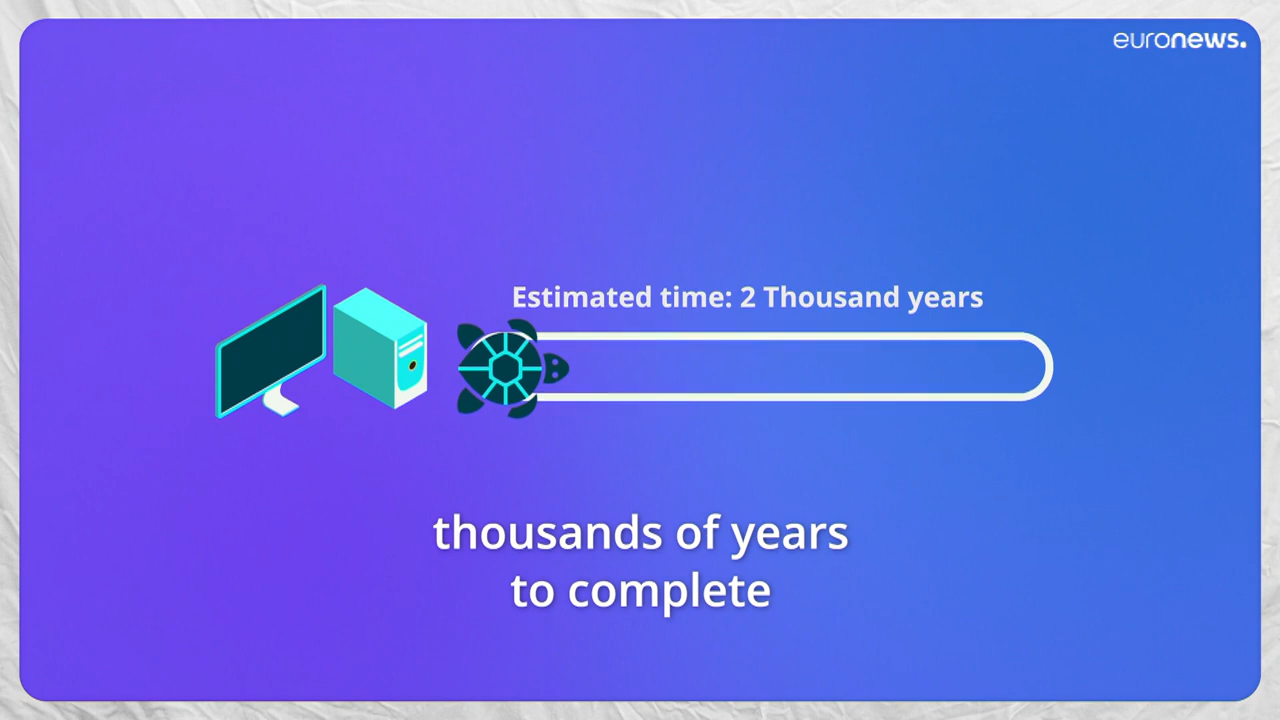 euronews.
Estimated time: 2 Thousand years
thousands of years
to complete